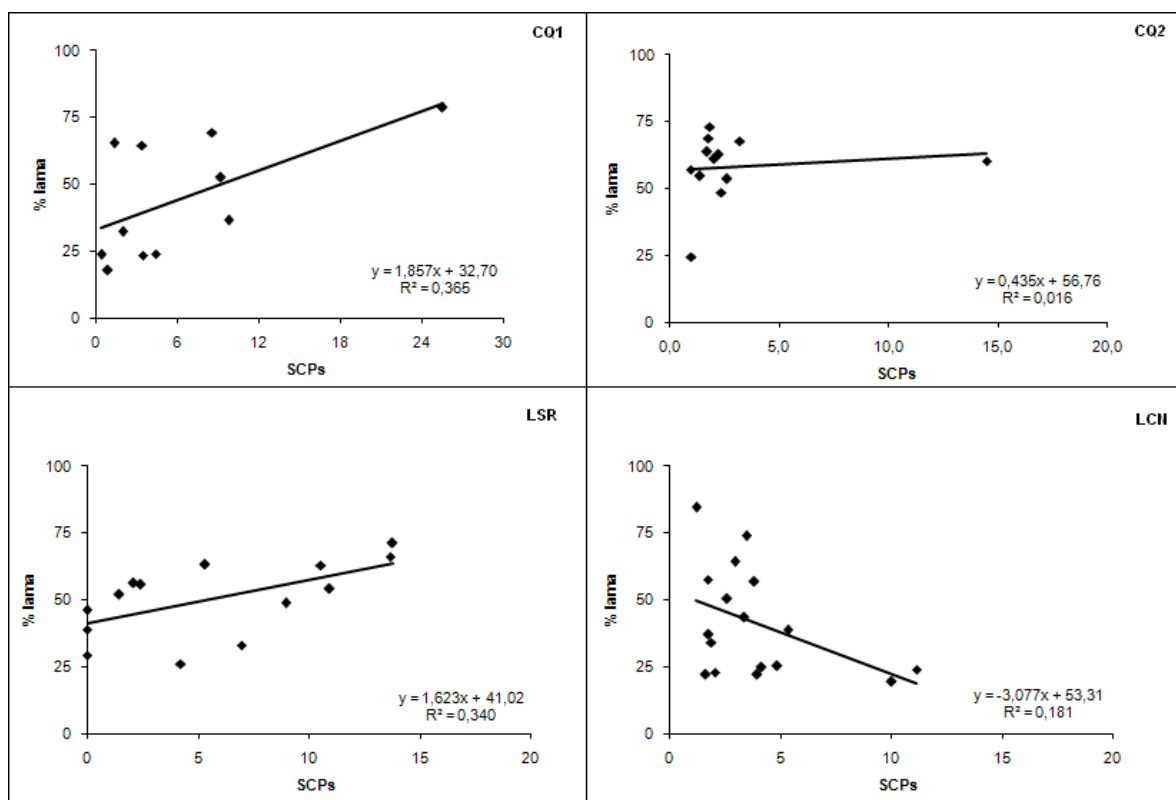 CQ1
100
75
50
25
0
% lama
y = 1,857x + 32,70
R² = 0,365
0 6 12 18 24 30
SCPs
CQ2
100
75
50
25
0
% lama
y = 0,435x + 56,76
R² = 0,016
0,0 5,0 10,0 15,0 20,0
SCPs
LSR
100
75
50
25
0
% lama
y = 1,623x + 41,02
R² = 0,340
0 5 10 15 20
SCPs
LCN
100
75
50
25
0
% lama
y = -3,077x + 53,31
R² = 0,181
0 5 10 15 20
SCPs